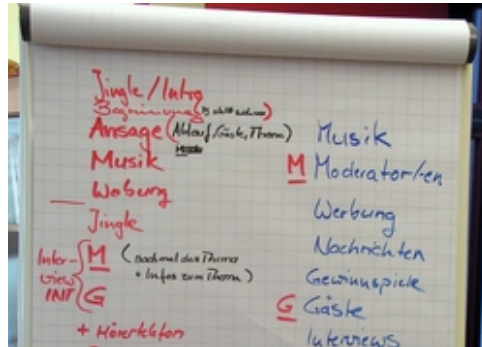 Jingle/Intro
Begrüssung
Ansage (Ablauf, Gäste, Thema)
Musik
Werbung
Jingle
Inter-
view
INT
M (nochmal das Thema
+ Infos zum Thema)
G
+ Hörertelefon
Musik
M Moderator/-en
Werbung
Nachrichten
Gewinnspiele
G Gäste
Interviews